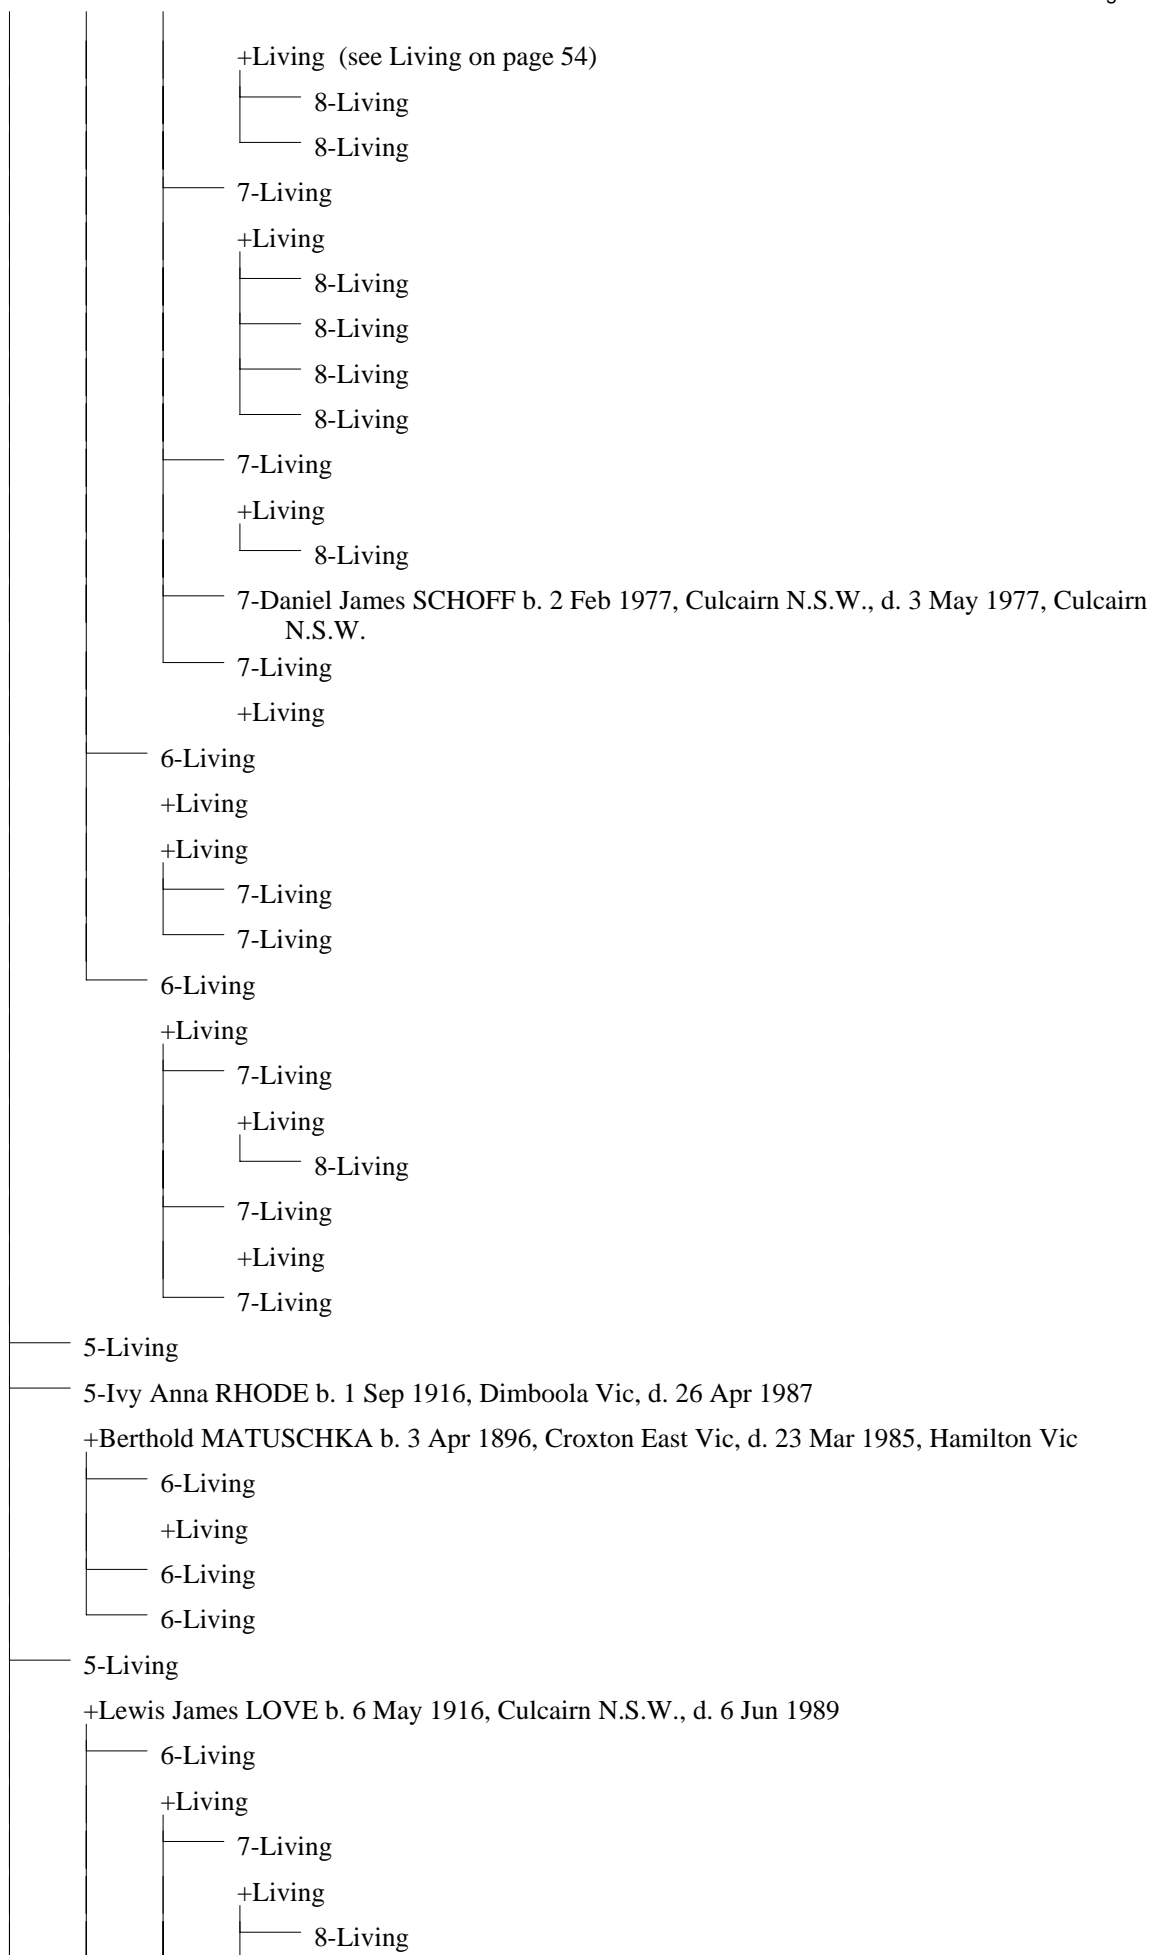 +Living (see Living on page 54)
8-Living
8-Living
7-Living
+Living
8-Living
8-Living
8-Living
8-Living
7-Living
+Living
8-Living
7-Daniel James SCHOFF b. 2 Feb 1977, Culcairn N.S.W., d. 3 May 1977, Culcairn
N.S.W.
7-Living
+Living
6-Living
+Living
+Living
7-Living
7-Living
6-Living
+Living
7-Living
+Living
8-Living
7-Living
+Living
7-Living
5-Living
5-Ivy Anna RHODE b. 1 Sep 1916, Dimboola Vic, d. 26 Apr 1987
+Berthold MATUSCHKA b. 3 Apr 1896, Croxton East Vic, d. 23 Mar 1985, Hamilton Vic
6-Living
+Living
6-Living
6-Living
5-Living
+Lewis James LOVE b. 6 May 1916, Culcairn N.S.W., d. 6 Jun 1989
6-Living
+Living
7-Living
+Living
8-Living